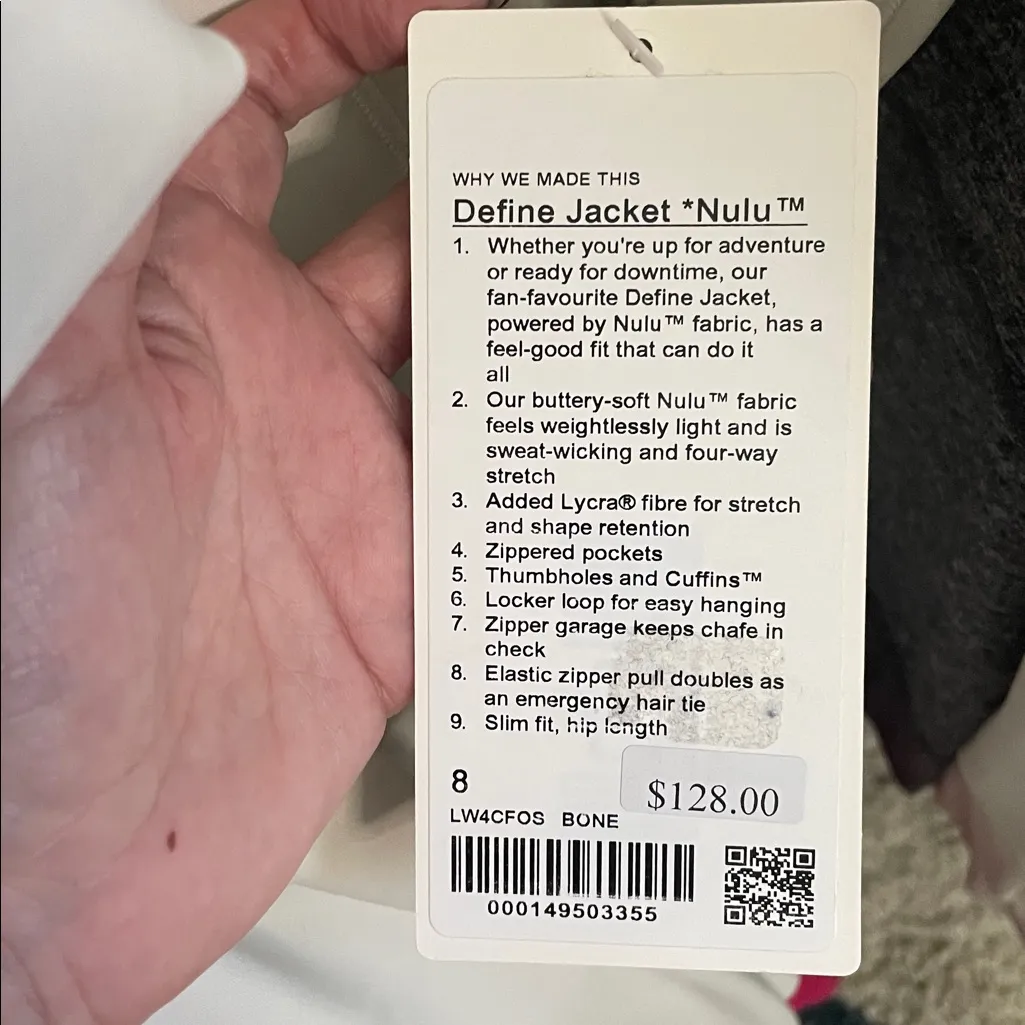 WHY WE MADE THIS
Define Jacket *Nulu™
1. Whether you're up for adventure
or ready for downtime, our
fan-favourite Define Jacket,
powered by Nulu™ fabric, has a
feel-good fit that can do it
all
2. Our buttery-soft Nulu™ fabric
feels weightlessly light and is
sweat-wicking and four-way
stretch
3. Added Lycra® fibre for stretch
and shape retention
4. Zippered pockets
5. Thumbholes and Cuffins™
6. Locker loop for easy hanging
7. Zipper garage keeps chafe in
check
8. Elastic zipper pull doubles as
an emergency hair tie
9. Slim fit, hip length
8
$128.00
LW4CFOS BONE
000149503355